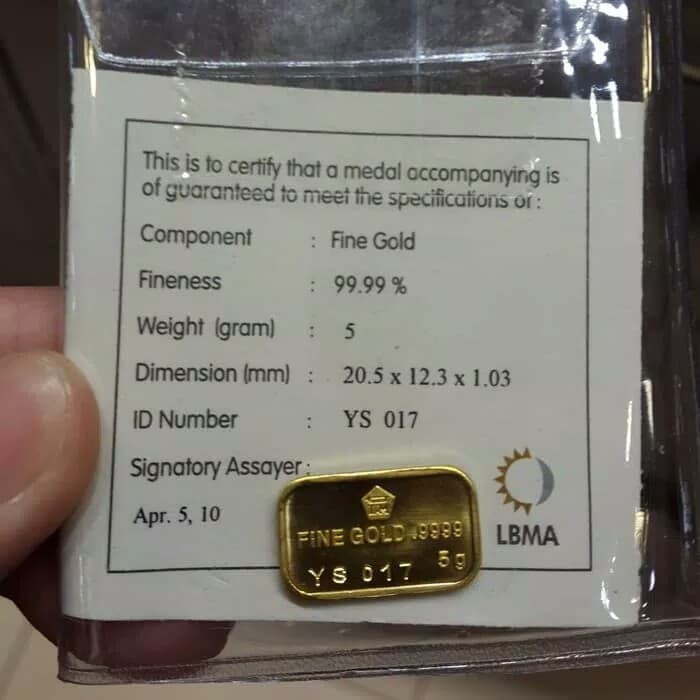 This is to certify that a medal accompanying is
of guaranteed to meet the specifications of :
Component : Fine Gold
Fineness : 99.99 %
Weight (gram) : 5
Dimension (mm) : 20.5 x 12.3 x 1.03
ID Number : YS 017
Signatory Assayer :
Apr. 5, 10
LBMA
FINE GOLD .9999
5g
YS 017